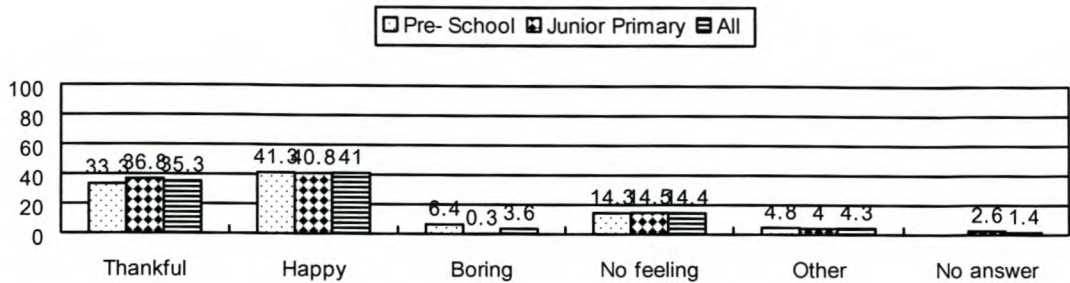 Pre- School Junior Primary All
100
80
60
40
20
0
33.3 36.8 35.3
41.3 40.8 41
6.4 0.3 3.6
14.3 14.5 14.4
4.8 4 4.3
2.6 1.4
Thankful Happy Boring No feeling Other No answer